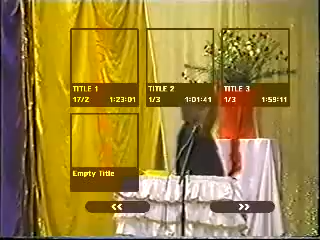 TITLE 1
17/2 1:23:01
TITLE 2
1/3 1:01:41
TITLE 3
1/3 1:59:11
Empty Title
<< >>